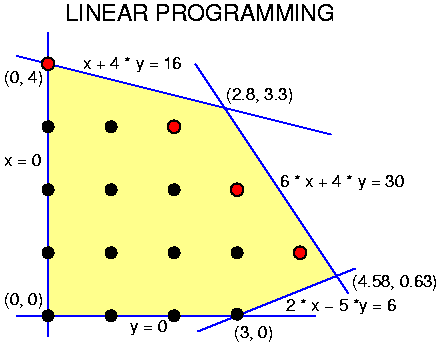 LINEAR PROGRAMMING
x + 4 * y = 16
(0, 4)
(2.8, 3.3)
x = 0
6 * x + 4 * y = 30
(4.58, 0.63)
(0, 0)
2 * x − 5 *y = 6
y = 0
(3, 0)